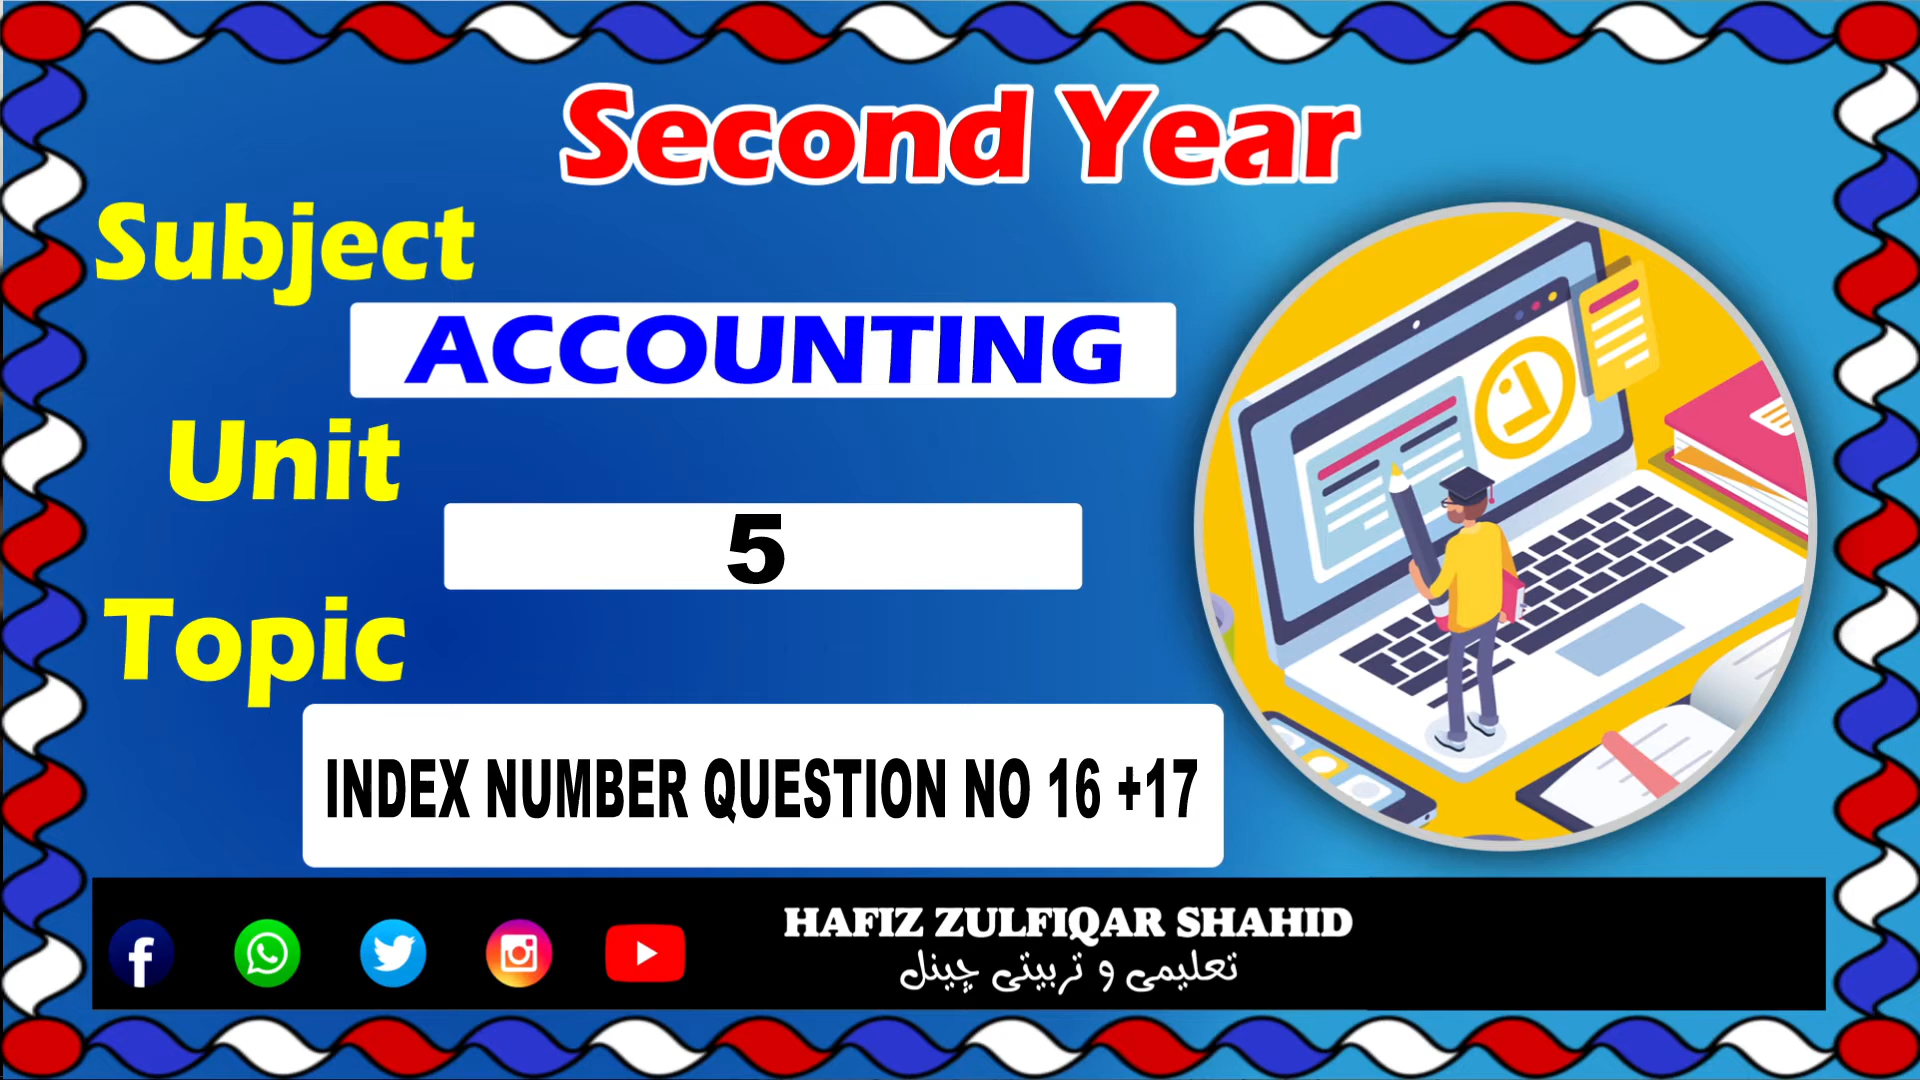 Second Year
Subject
ACCOUNTING
Unit
5
Topic
INDEX NUMBER QUESTION NO 16 +17
HAFIZ ZULFIQAR SHAHID
تعلیمی و تربیتی چینل